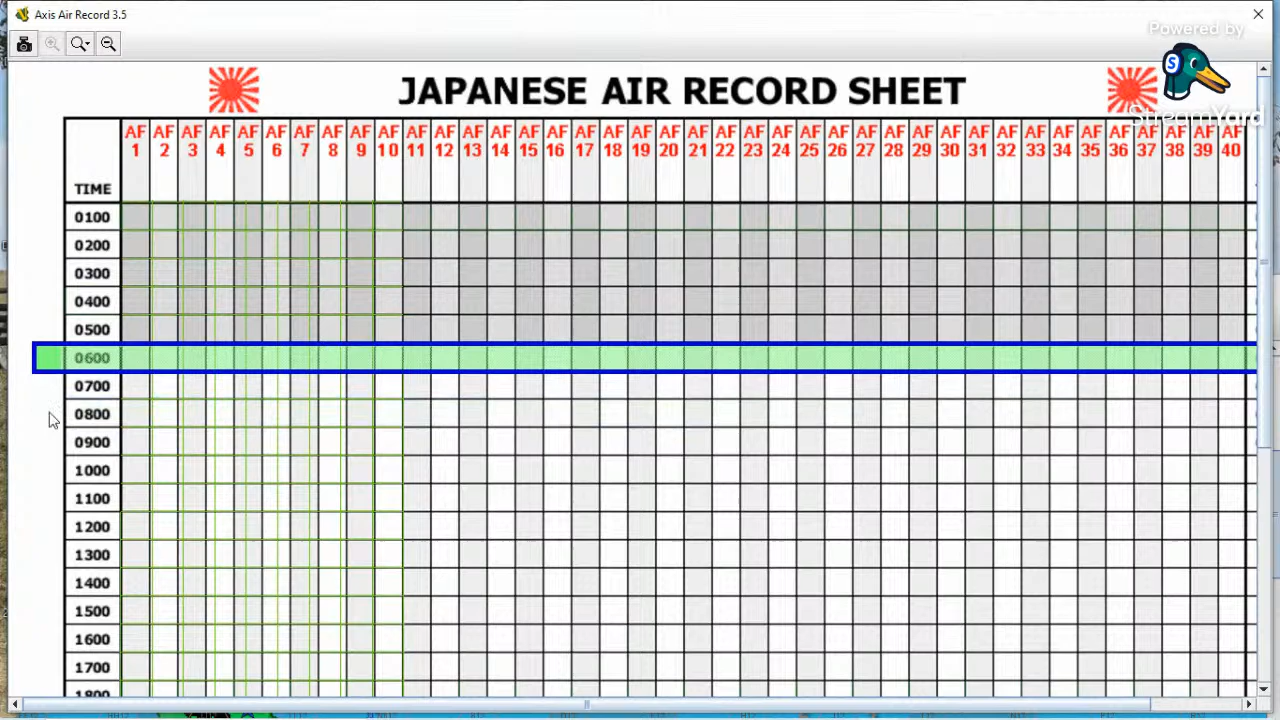 Axis Air Record 3.5
Powered by
S
StreamYard
JAPANESE AIR RECORD SHEET
AF AF AF AF AF AF AF AF AF AF AF AF AF AF AF AF AF AF AF AF AF AF AF AF AF AF AF AF AF AF AF AF AF AF AF AF AF AF AF AF
1 2 3 4 5 6 7 8 9 10 11 12 13 14 15 16 17 18 19 20 21 22 23 24 25 26 27 28 29 30 31 32 33 34 35 36 37 38 39 40
TIME
0100
0200
0300
0400
0500
0600
0700
0800
0900
1000
1100
1200
1300
1400
1500
1600
1700
1800